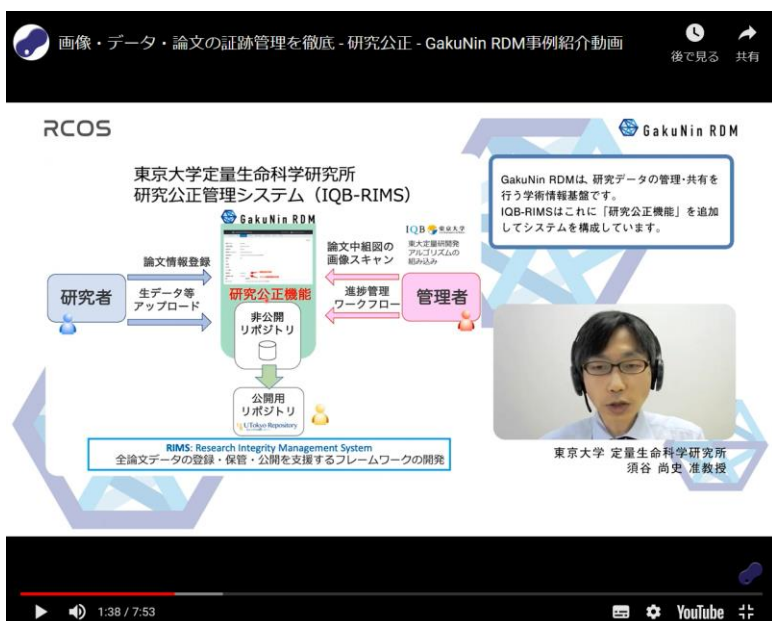 画像・データ・論文の証跡管理を徹底 - 研究公正 - GakuNin RDM事例紹介動画
後で見る
共有
RCOS
GakuNin RDM
東京大学定量生命科学研究所
研究公正管理システム（IQB-RIMS）
GakuNin RDM
研究者
論文情報登録
生データ等
アップロード
研究公正機能
非公開
リポジトリ
公開用
リポジトリ
UTokyo Repository
論文中組図の
画像スキャン
進捗管理
ワークフロー
IQB 東京大学
東大定量研開発
アルゴリズムの
組み込み
管理者
RIMS: Research Integrity Management System
全論文データの登録・保管・公開を支援するフレームワークの開発
GakuNin RDMは、研究データの管理・共有を
行う学術情報基盤です。
IQB-RIMSはこれに「研究公正機能」を追加
してシステムを構成しています。
東京大学 定量生命科学研究所
須谷 尚史 准教授
1:38 / 7:53
YouTube